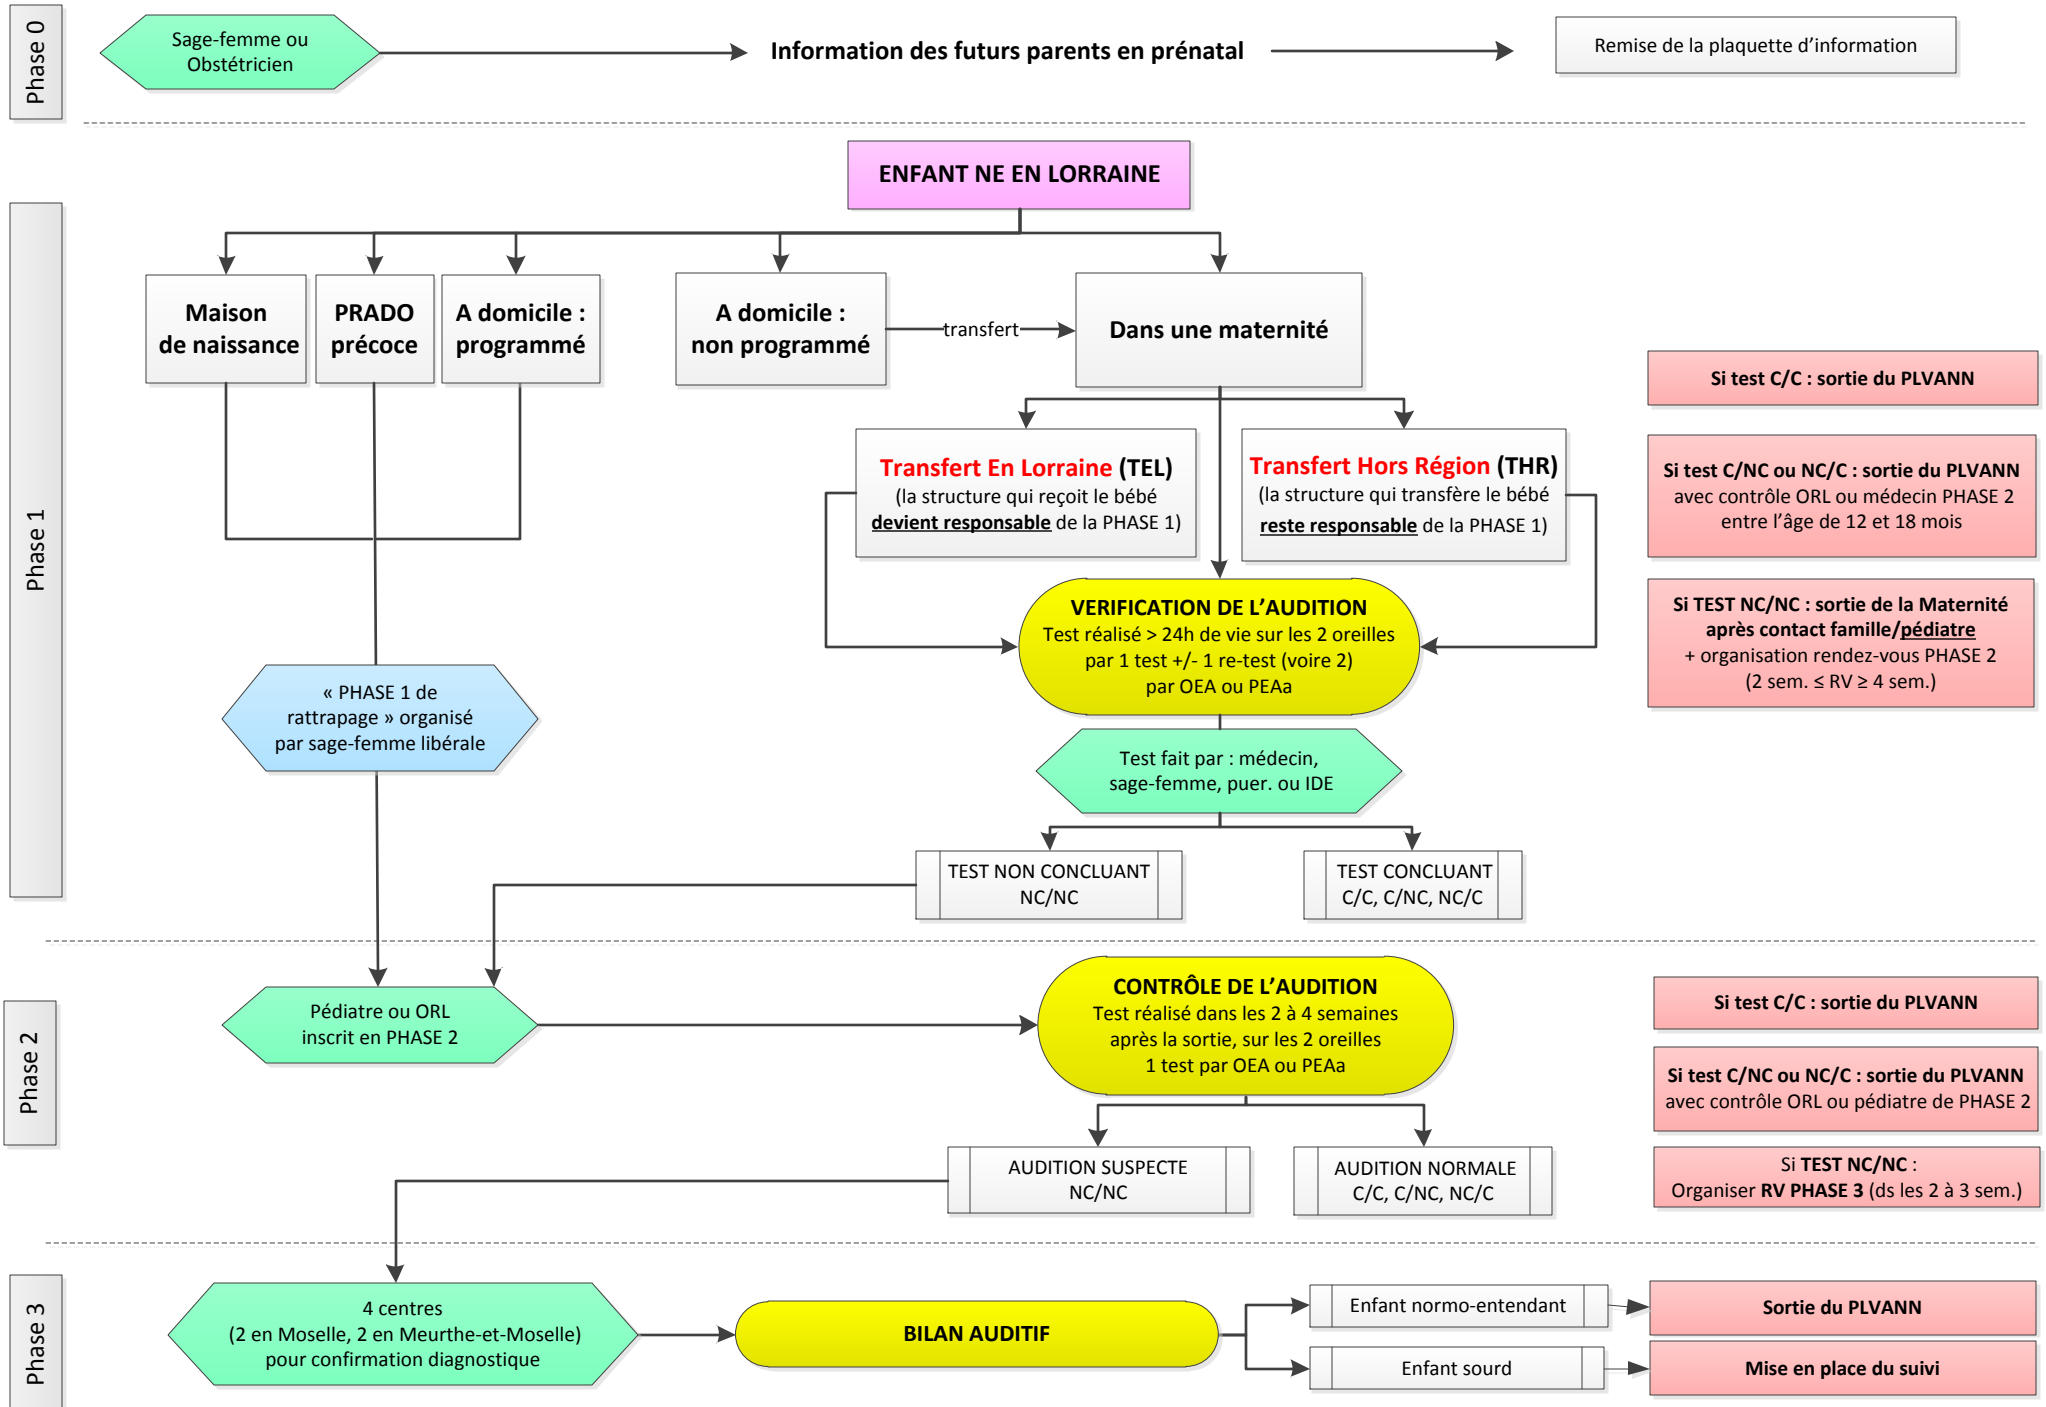 Phase 0
Sage-femme ou
Obstétricien
Information des futurs parents en prénatal
Remise de la plaquette d’information
Phase 1
ENFANT NE EN LORRAINE
Maison
de naissance
PRADO
précoce
A domicile :
programmé
A domicile :
non programmé
transfert
Dans une maternité
Transfert En Lorraine (TEL)
(la structure qui reçoit le bébé
devient responsable de la PHASE 1)
Transfert Hors Région (THR)
(la structure qui transfère le bébé
reste responsable de la PHASE 1)
VERIFICATION DE L’AUDITION
Test réalisé > 24h de vie sur les 2 oreilles
par 1 test +/- 1 re-test (voire 2)
par OEA ou PEAa
« PHASE 1 de
rattrapage » organisé
par sage-femme libérale
Test fait par : médecin,
sage-femme, puer. ou IDE
TEST NON CONCLUANT
NC/NC
TEST CONCLUANT
C/C, C/NC, NC/C
Si test C/C : sortie du PLVANN
Si test C/NC ou NC/C : sortie du PLVANN
avec contrôle ORL ou médecin PHASE 2
entre l’âge de 12 et 18 mois
Si TEST NC/NC : sortie de la Maternité
après contact famille/pédiatre
+ organisation rendez-vous PHASE 2
(2 sem. ≤ RV ≥ 4 sem.)
Phase 2
Pédiatre ou ORL
inscrit en PHASE 2
CONTRÔLE DE L’AUDITION
Test réalisé dans les 2 à 4 semaines
après la sortie, sur les 2 oreilles
1 test par OEA ou PEAa
AUDITION SUSPECTE
NC/NC
AUDITION NORMALE
C/C, C/NC, NC/C
Si test C/C : sortie du PLVANN
Si test C/NC ou NC/C : sortie du PLVANN
avec contrôle ORL ou pédiatre de PHASE 2
Si TEST NC/NC :
Organiser RV PHASE 3 (ds les 2 à 3 sem.)
Phase 3
4 centres
(2 en Moselle, 2 en Meurthe-et-Moselle)
pour confirmation diagnostique
BILAN AUDITIF
Enfant normo-entendant
Sortie du PLVANN
Enfant sourd
Mise en place du suivi